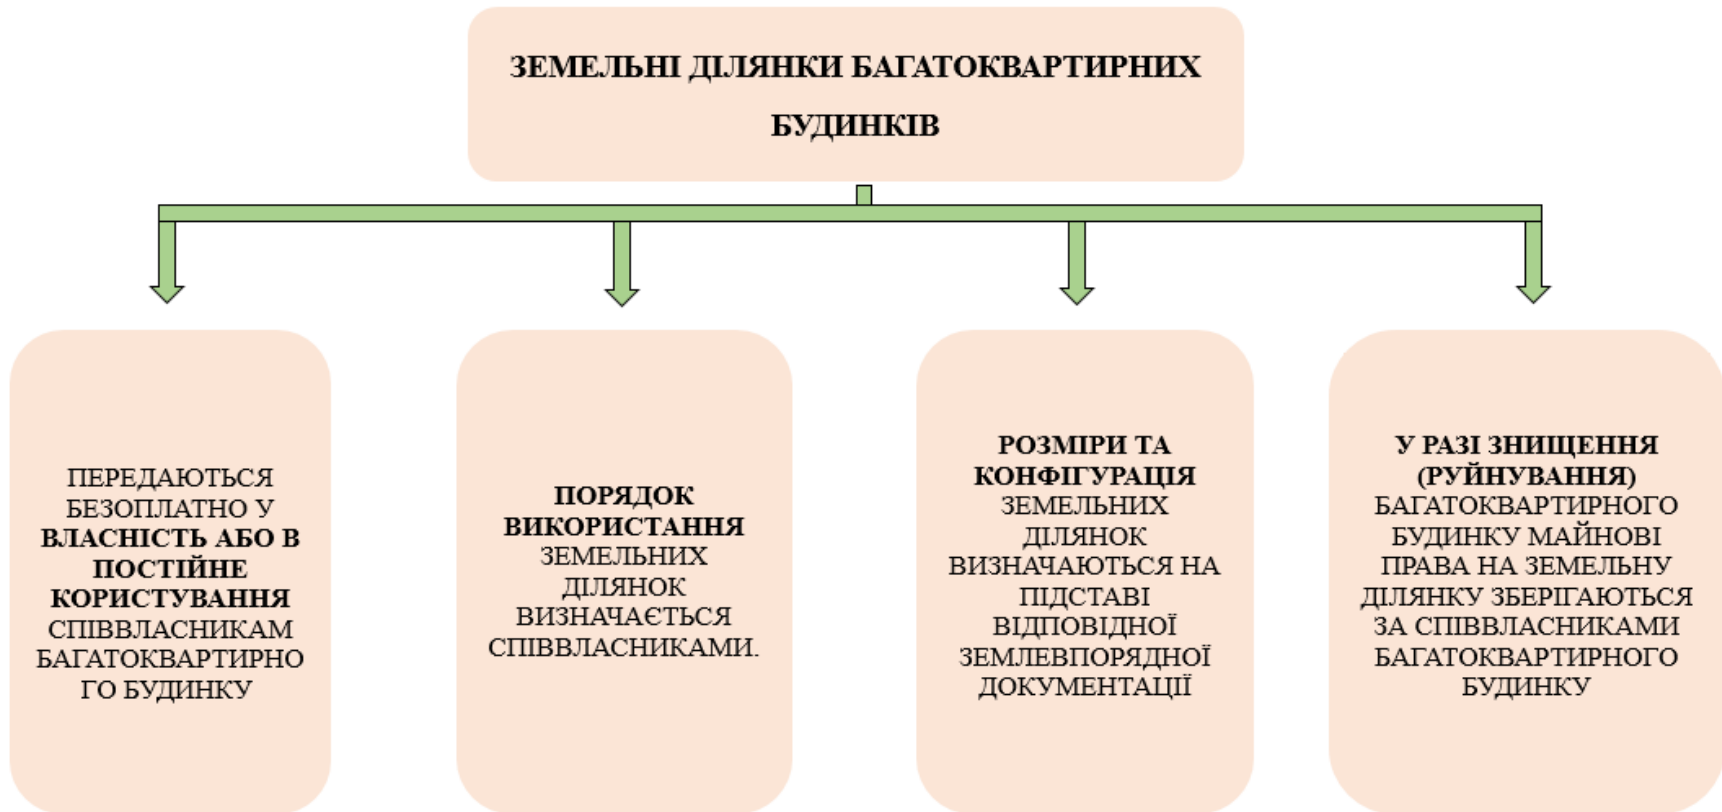 ЗЕМЕЛЬНІ ДІЛЯНКИ БАГАТОКВАРТИРНИХ
БУДИНКІВ
ПЕРЕДАЮТЬСЯ
БЕЗОПЛАТНО У
ВЛАСНІСТЬ АБО В
ПОСТІЙНЕ
КОРИСТУВАННЯ
СПІВВЛАСНИКАМ
БАГАТОКВАРТИРНО
ГО БУДИНКУ
ПОРЯДОК
ВИКОРИСТАННЯ
ЗЕМЕЛЬНИХ
ДІЛЯНОК
ВИЗНАЧАЄТЬСЯ
СПІВВЛАСНИКАМИ.
РОЗМІРИ ТА
КОНФІГУРАЦІЯ
ЗЕМЕЛЬНИХ
ДІЛЯНОК
ВИЗНАЧАЮТЬСЯ НА
ПІДСТАВІ
ВІДПОВІДНОЇ
ЗЕМЛЕВПОРЯДНОЇ
ДОКУМЕНТАЦІЇ
У РАЗІ ЗНИЩЕННЯ
(РУЙНУВАННЯ)
БАГАТОКВАРТИРНОГО
БУДИНКУ МАЙНОВІ
ПРАВА НА ЗЕМЕЛЬНУ
ДІЛЯНКУ ЗБЕРІГАЮТЬСЯ
ЗА СПІВВЛАСНИКАМИ
БАГАТОКВАРТИРНОГО
БУДИНКУ